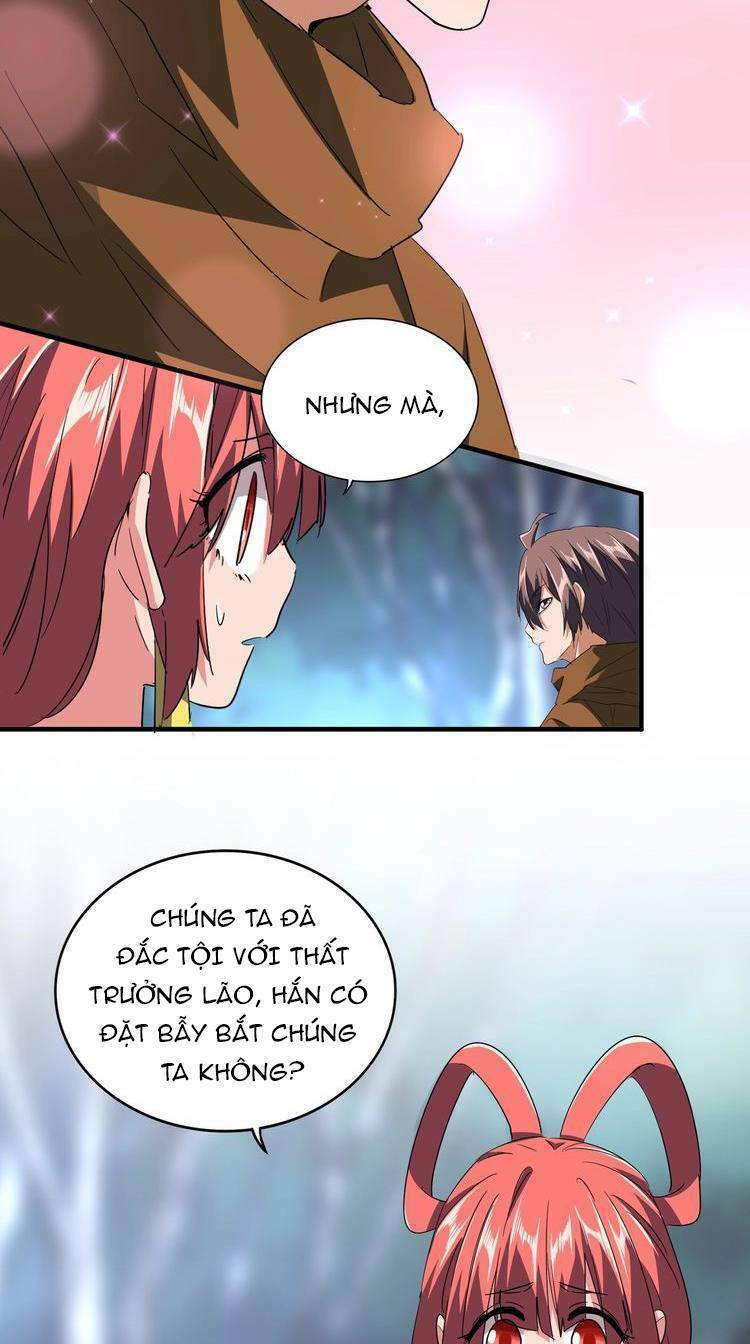 NHƯNG MÀ,
CHÚNG TA ĐÃ
ĐẮC TỘI VỚI THẤT
TRƯỞNG LÃO, HẮN CÓ
ĐẶT BẪY BẮT CHÚNG
TA KHÔNG?